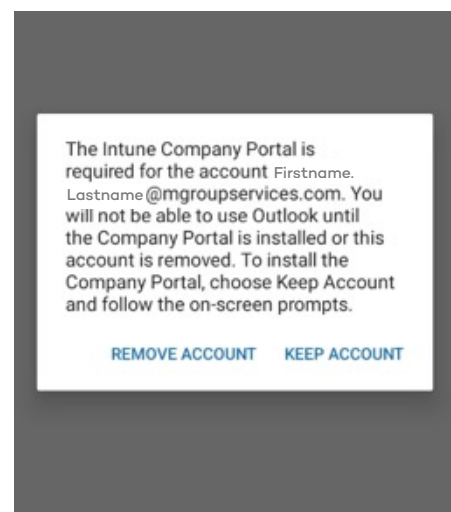 The Intune Company Portal is
required for the account Firstname.
Lastname@mgroupservices.com. You
will not be able to use Outlook until
the Company Portal is installed or this
account is removed. To install the
Company Portal, choose Keep Account
and follow the on-screen prompts.
REMOVE ACCOUNT KEEP ACCOUNT